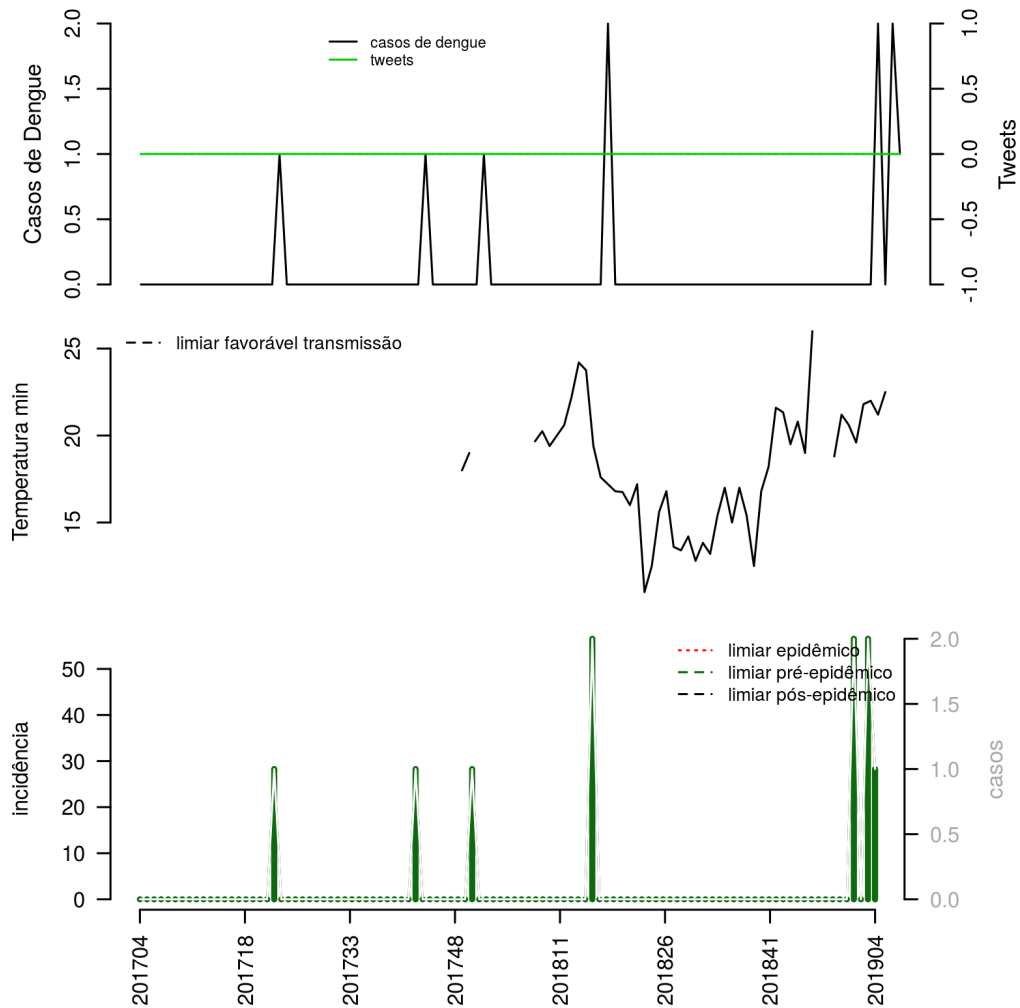 Casos de Dengue
2.0
1.5
1.0
0.5
0.0
casos de dengue
tweets
1.0
0.5
0.0
-0.5
-1.0
Tweets
Temperatura min
25
20
15
limiar favorável transmissão
incidência
50
40
30
20
10
0
limiar epidêmico
limiar pré-epidêmico
limiar pós-epidêmico
2.0
1.5
1.0
0.5
0.0
casos
201704
201718
201733
201748
201811
201826
201841
201904